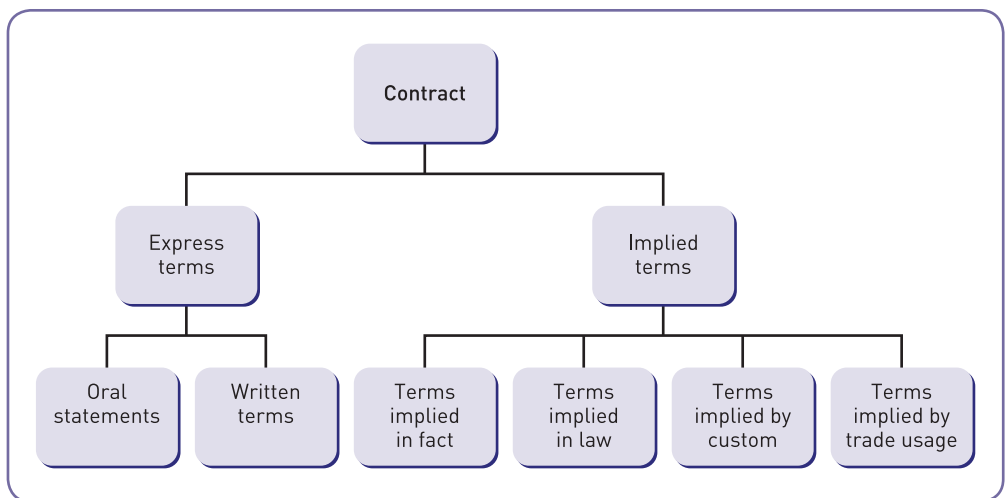 Contract
Express
terms
Implied
terms
Oral
statements
Written
terms
Terms
implied
in fact
Terms
implied
in law
Terms
implied by
custom
Terms
implied by
trade usage